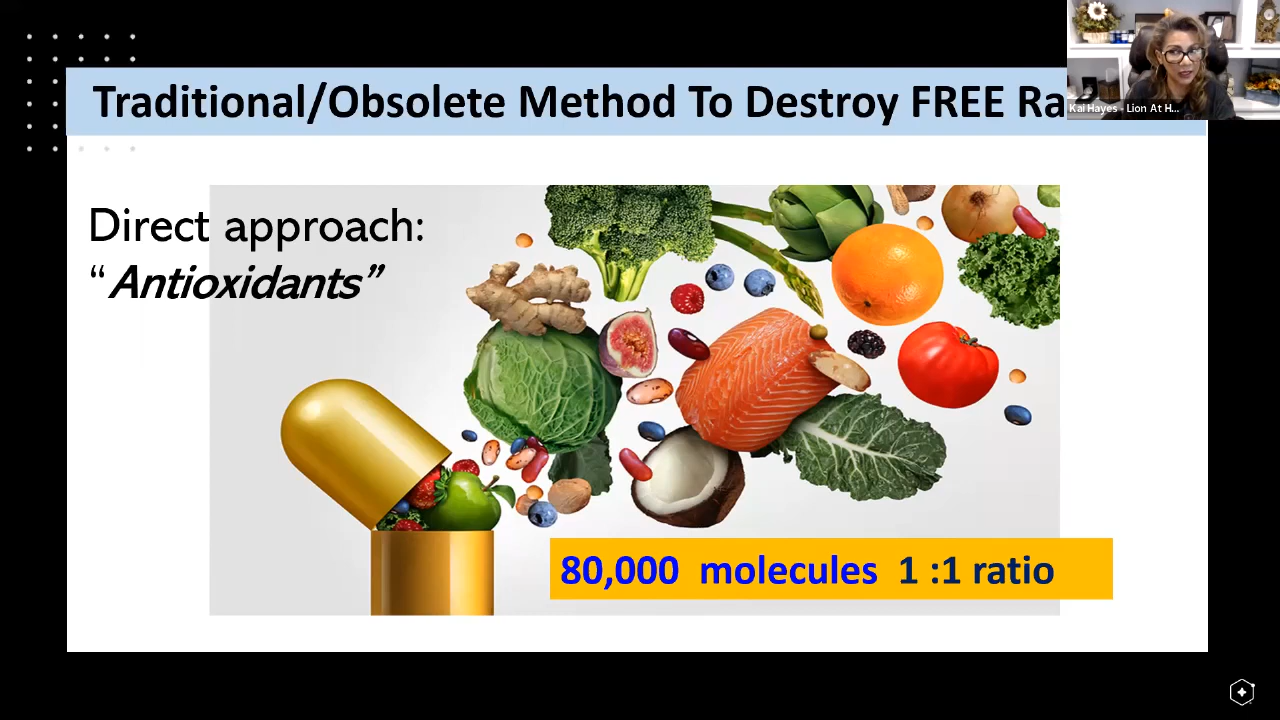 Traditional/Obsolete Method To Destroy FREE Ra
Kai Hayes - Lion At H...
Direct approach:
“Antioxidants”
80,000 molecules 1 :1 ratio